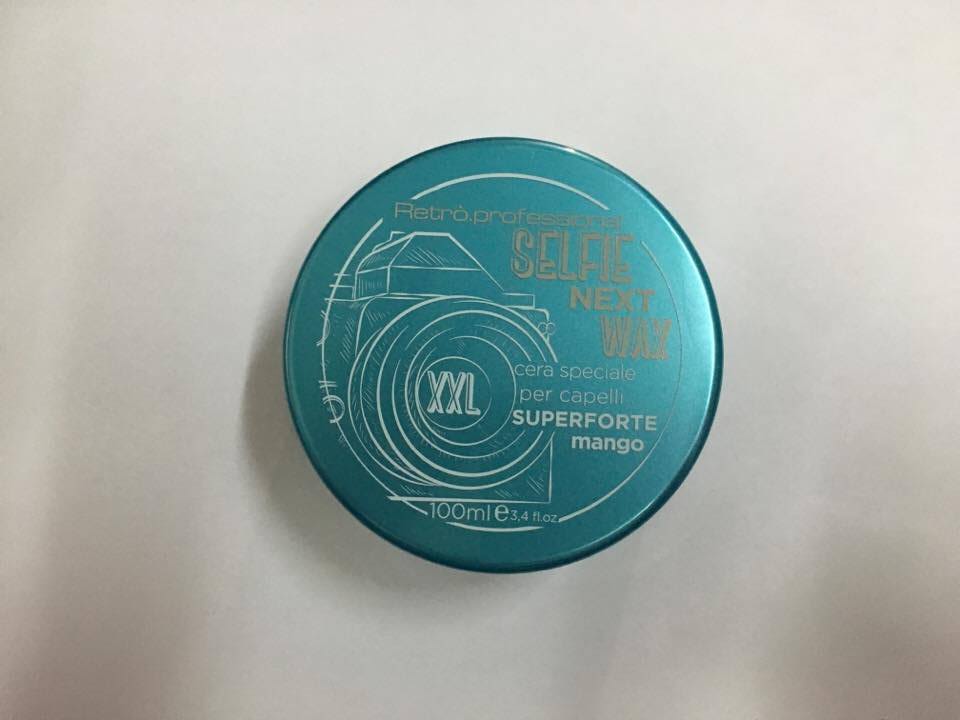 Retrò.professional
SELFIE
NEXT
WAX
cera speciale
per capelli
SUPERFORTE
mango
XXL
100ml e 3,4 fl.oz